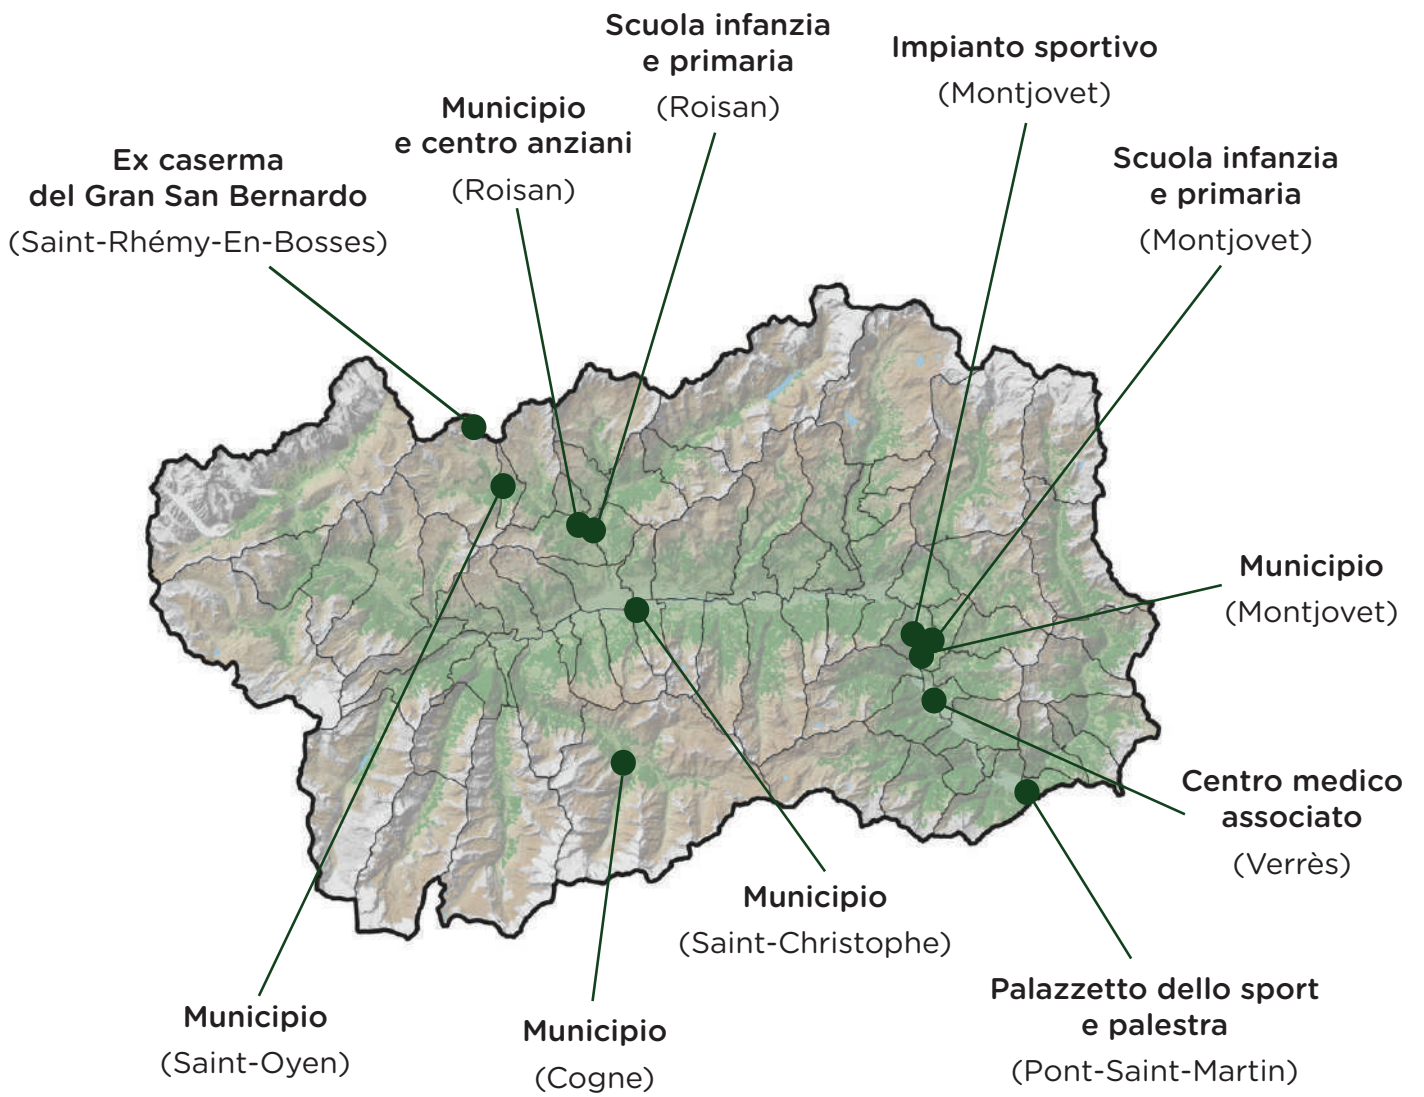 Scuola infanzia
e primaria
(Roisan)
Impianto sportivo
(Montjovet)
Municipio
e centro anziani
(Roisan)
Ex caserma
del Gran San Bernardo
(Saint-Rhémy-En-Bosses)
Scuola infanzia
e primaria
(Montjovet)
Municipio
(Montjovet)
Centro medico
associato
(Verrès)
Municipio
(Saint-Christophe)
Palazzetto dello sport
e palestra
(Pont-Saint-Martin)
Municipio
(Saint-Oyen)
Municipio
(Cogne)